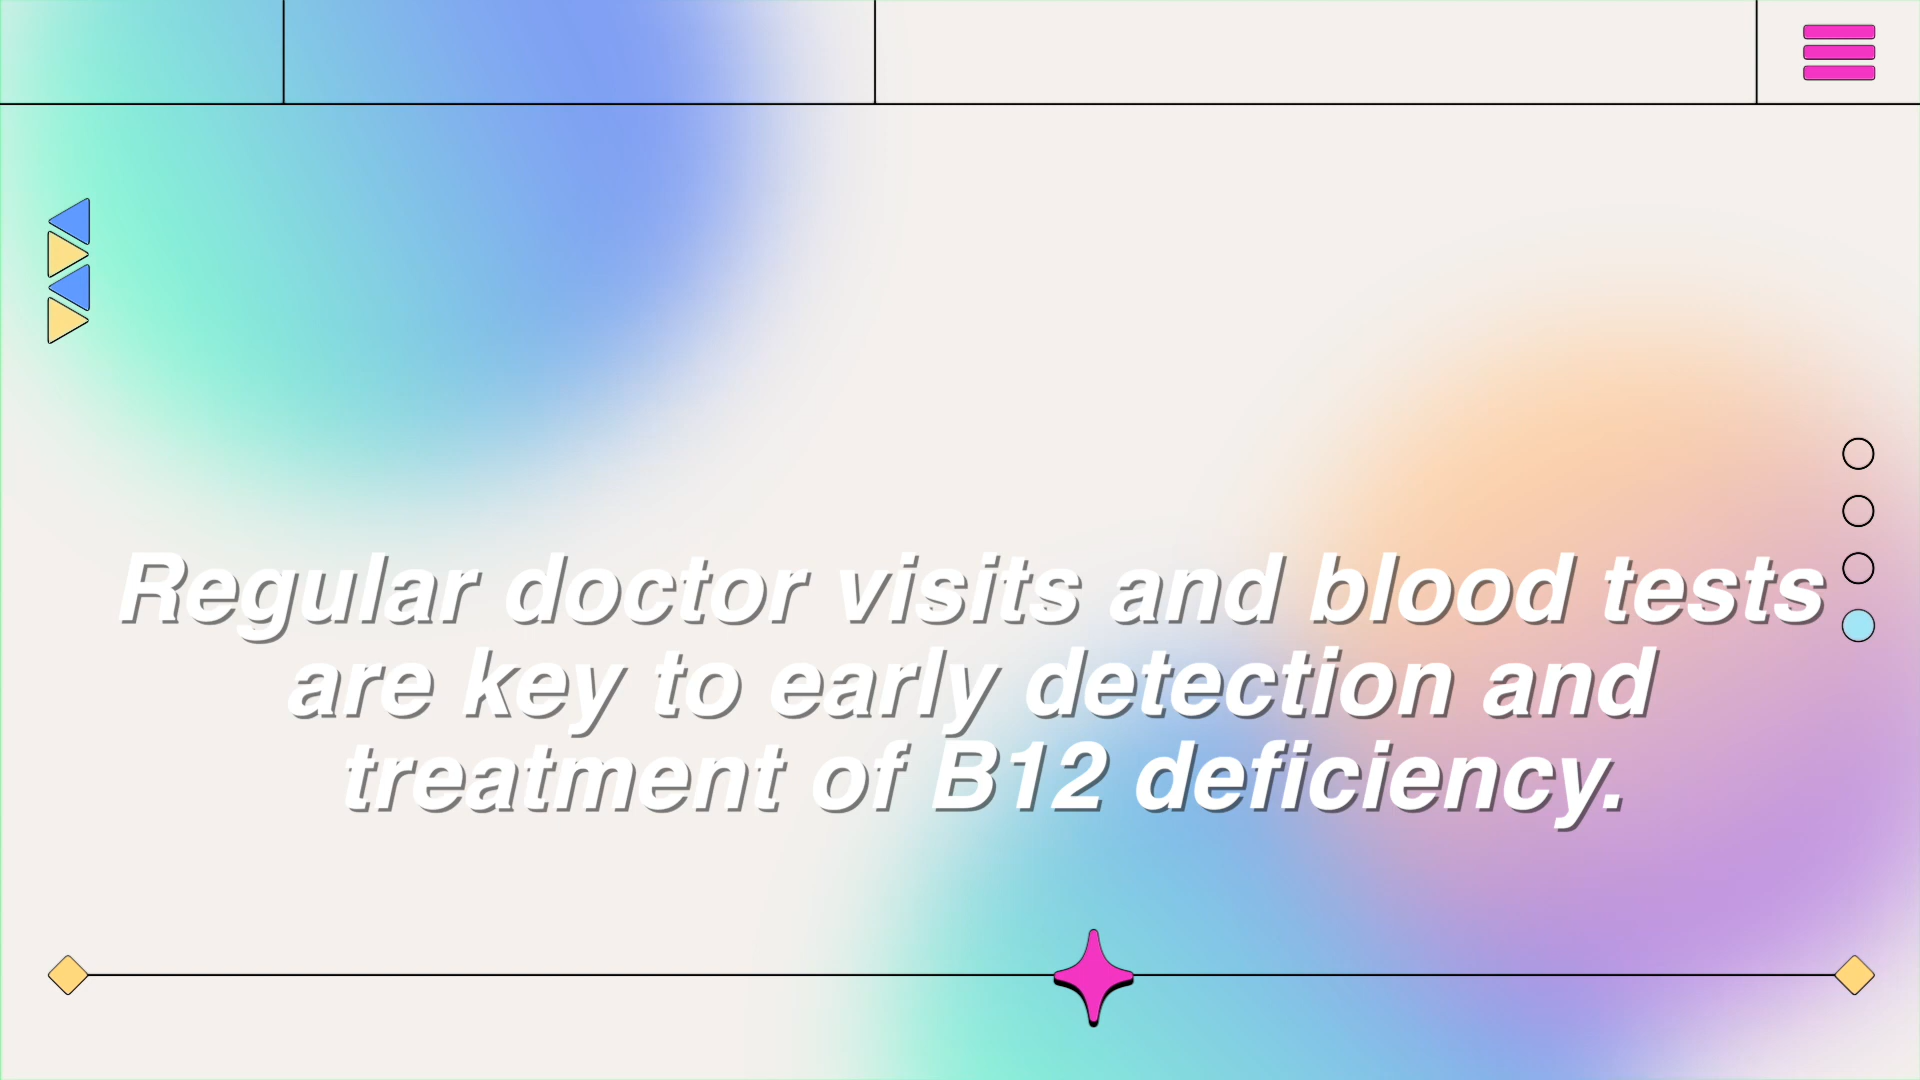 Regular doctor visits and blood tests
are key to early detection and
treatment of B12 deficiency.